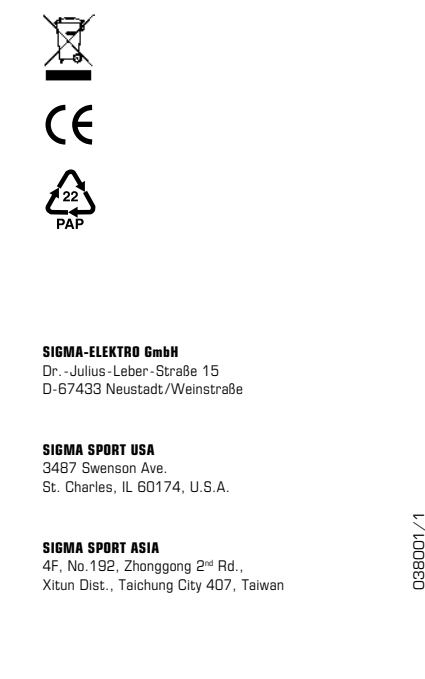 CE
22
PAP
SIGMA-ELEKTRO GmbH
Dr.-Julius-Leber-Straße 15
D-67433 Neustadt/Weinstraße
SIGMA SPORT USA
3487 Swenson Ave.
St. Charles, IL 60174, U.S.A.
SIGMA SPORT ASIA
4F, No.192, Zhonggong 2nd Rd.,
Xitun Dist., Taichung City 407, Taiwan
038001/1